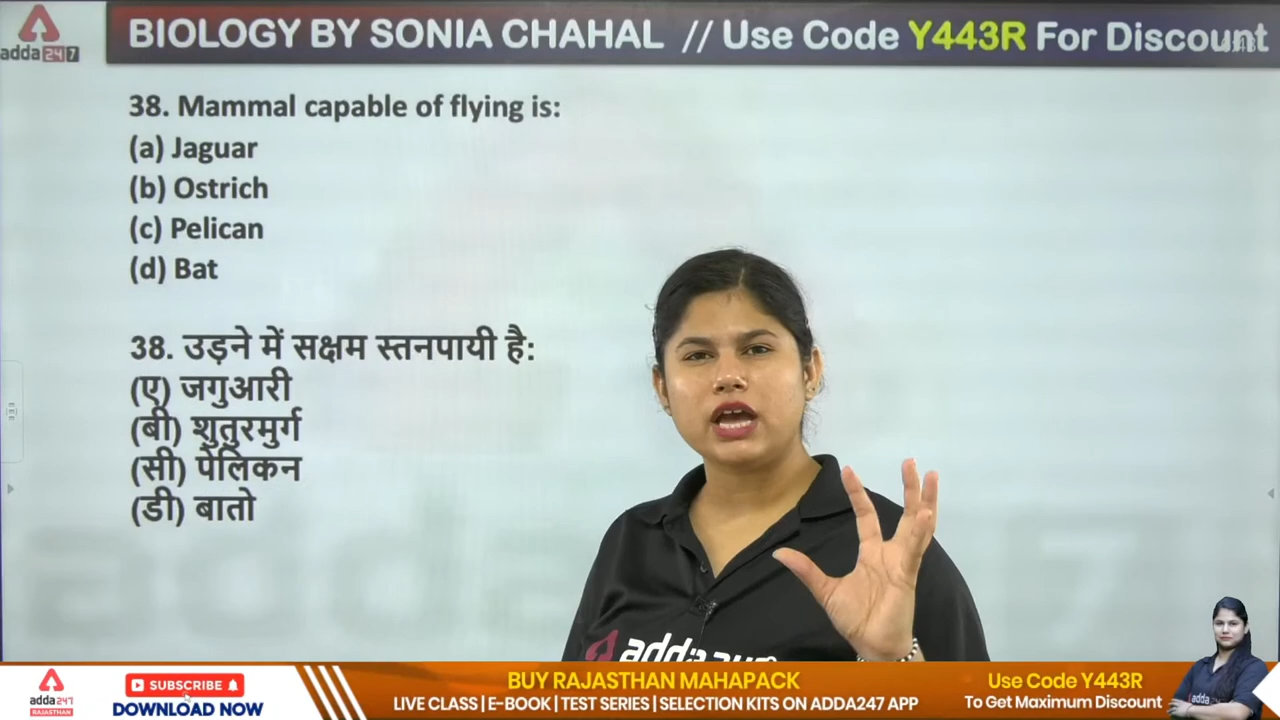 BIOLOGY BY SONIA CHAHAL // Use Code Y443R For Discount
adda247
38. Mammal capable of flying is:
(a) Jaguar
(b) Ostrich
(c) Pelican
(d) Bat
38. उड़ने में सक्षम स्तनपायी है:
(ए) जगुआरी
(बी) शुतुरमुर्ग
(सी) पेलिकन
(डी) बातो
adda247
RAJASTHAN
SUBSCRIBE
DOWNLOAD NOW
BUY RAJASTHAN MAHAPACK
LIVE CLASS | E-BOOK | TEST SERIES | SELECTION KITS ON ADDA247 APP
Use Code Y443R
To Get Maximum Discount